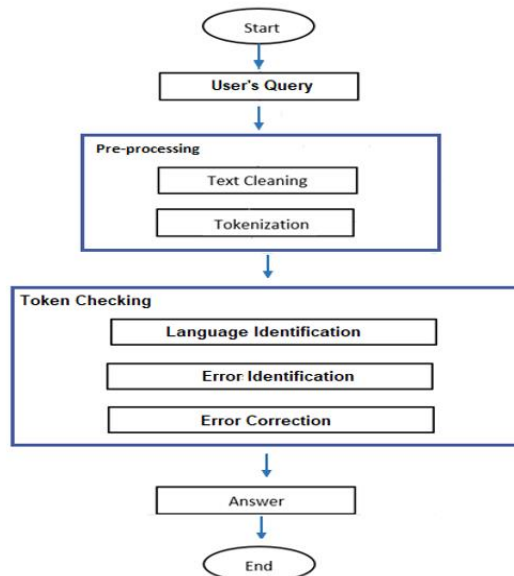 Start
User's Query
Pre-processing
Text Cleaning
Tokenization
Token Checking
Language Identification
Error Identification
Error Correction
Answer
End